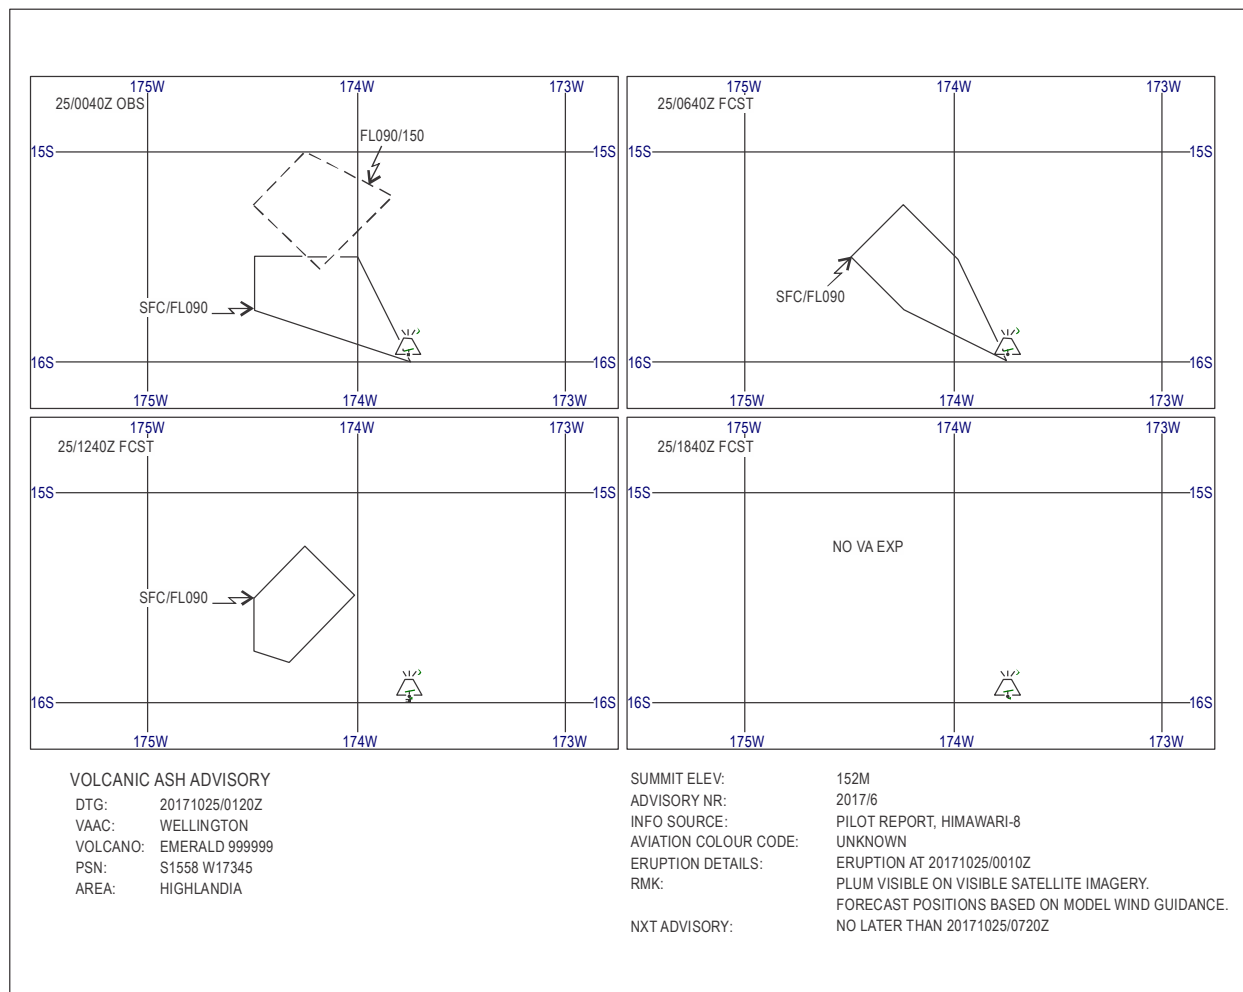 175W 174W 173W
25/0040Z OBS
FL090/150
15S 15S
SFC/FL090
16S 16S
175W 174W 173W
175W 174W 173W
25/0640Z FCST
15S 15S
SFC/FL090
16S 16S
175W 174W 173W
175W 174W 173W
25/1240Z FCST
15S 15S
SFC/FL090
16S 16S
175W 174W 173W
175W 174W 173W
25/1840Z FCST
15S 15S
NO VA EXP
16S 16S
175W 174W 173W
VOLCANIC ASH ADVISORY
DTG: 20171025/0120Z
VAAC: WELLINGTON
VOLCANO: EMERALD 999999
PSN: S1558 W17345
AREA: HIGHLANDIA
SUMMIT ELEV: 152M
ADVISORY NR: 2017/6
INFO SOURCE: PILOT REPORT, HIMAWARI-8
AVIATION COLOUR CODE: UNKNOWN
ERUPTION DETAILS: ERUPTION AT 20171025/0010Z
RMK: PLUM VISIBLE ON VISIBLE SATELLITE IMAGERY.
FORECAST POSITIONS BASED ON MODEL WIND GUIDANCE.
NXT ADVISORY: NO LATER THAN 20171025/0720Z